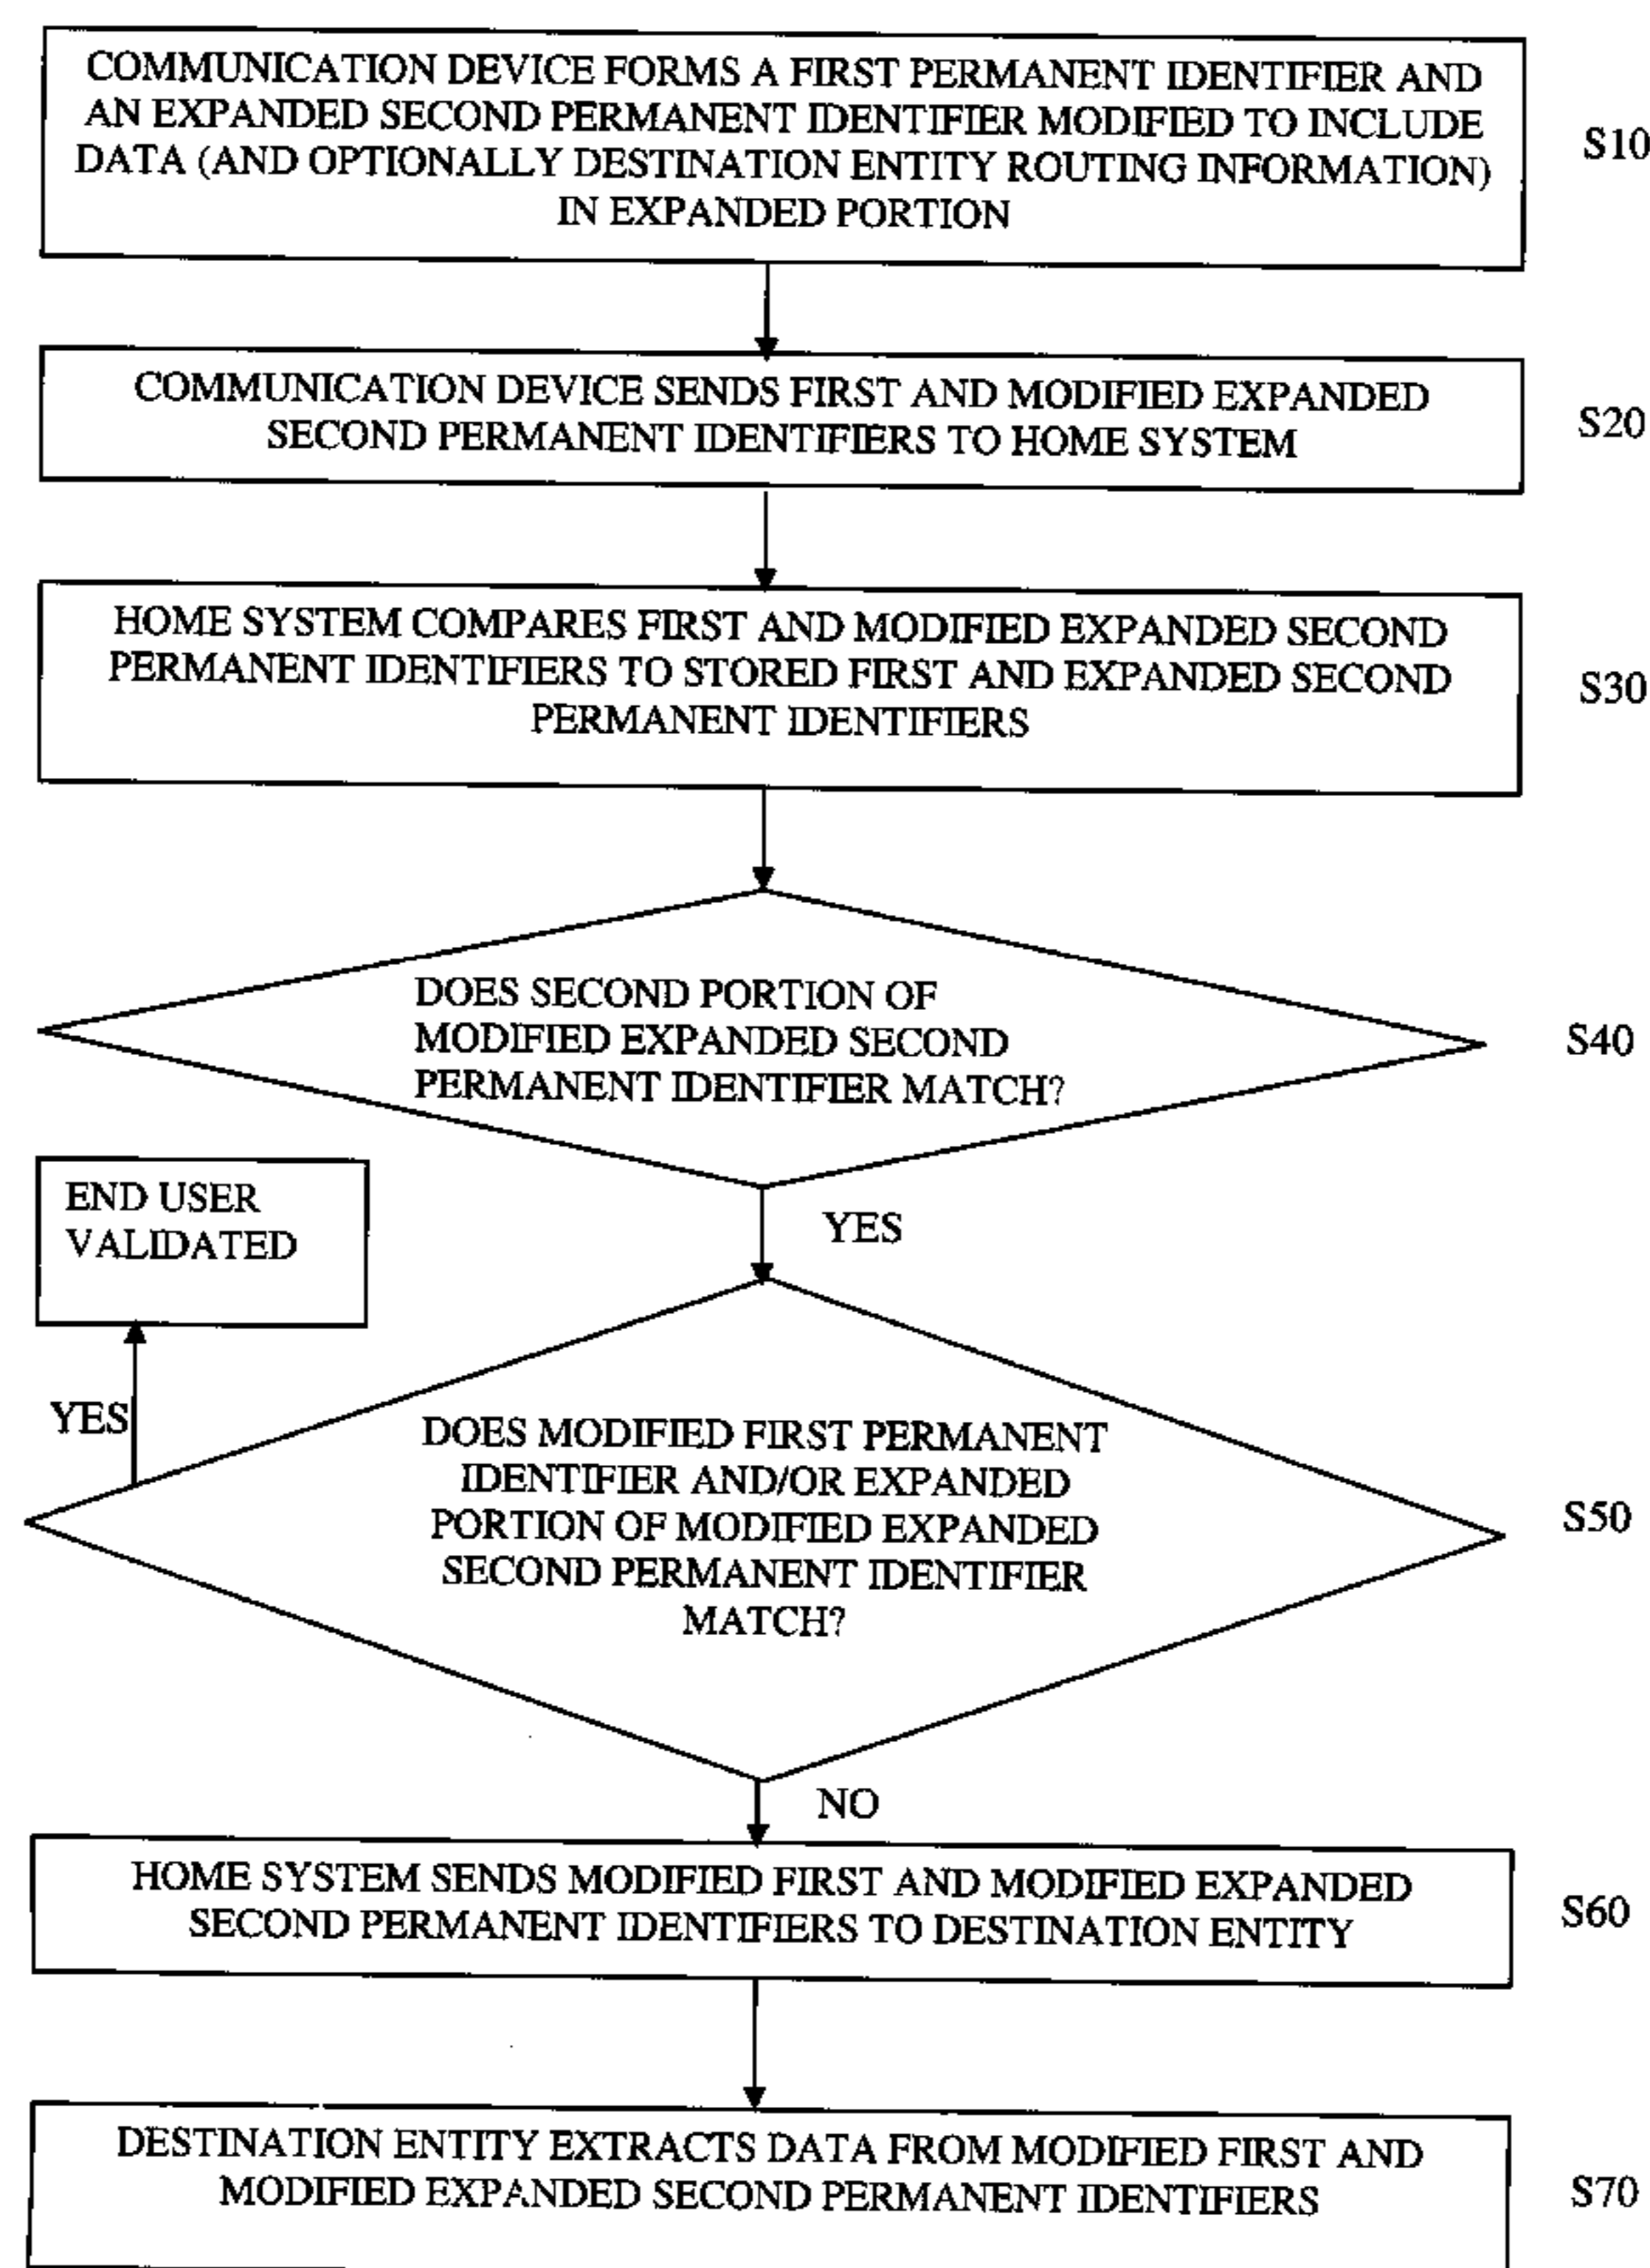 COMMUNICATION DEVICE FORMS A FIRST PERMANENT IDENTIFIER AND
AN EXPANDED SECOND PERMANENT IDENTIFIER MODIFIED TO INCLUDE
DATA (AND OPTIONALLY DESTINATION ENTITY ROUTING INFORMATION)
IN EXPANDED PORTION
S10
COMMUNICATION DEVICE SENDS FIRST AND MODIFIED EXPANDED
SECOND PERMANENT IDENTIFIERS TO HOME SYSTEM
S20
HOME SYSTEM COMPARES FIRST AND MODIFIED EXPANDED SECOND
PERMANENT IDENTIFIERS TO STORED FIRST AND EXPANDED SECOND
PERMANENT IDENTIFIERS
S30
DOES SECOND PORTION OF
MODIFIED EXPANDED SECOND
PERMANENT IDENTIFIER MATCH?
S40
END USER
VALIDATED
YES
YES
DOES MODIFIED FIRST PERMANENT
IDENTIFIER AND/OR EXPANDED
PORTION OF MODIFIED EXPANDED
SECOND PERMANENT IDENTIFIER
MATCH?
S50
NO
HOME SYSTEM SENDS MODIFIED FIRST AND MODIFIED EXPANDED
SECOND PERMANENT IDENTIFIERS TO DESTINATION ENTITY
S60
DESTINATION ENTITY EXTRACTS DATA FROM MODIFIED FIRST AND
MODIFIED EXPANDED SECOND PERMANENT IDENTIFIERS
S70